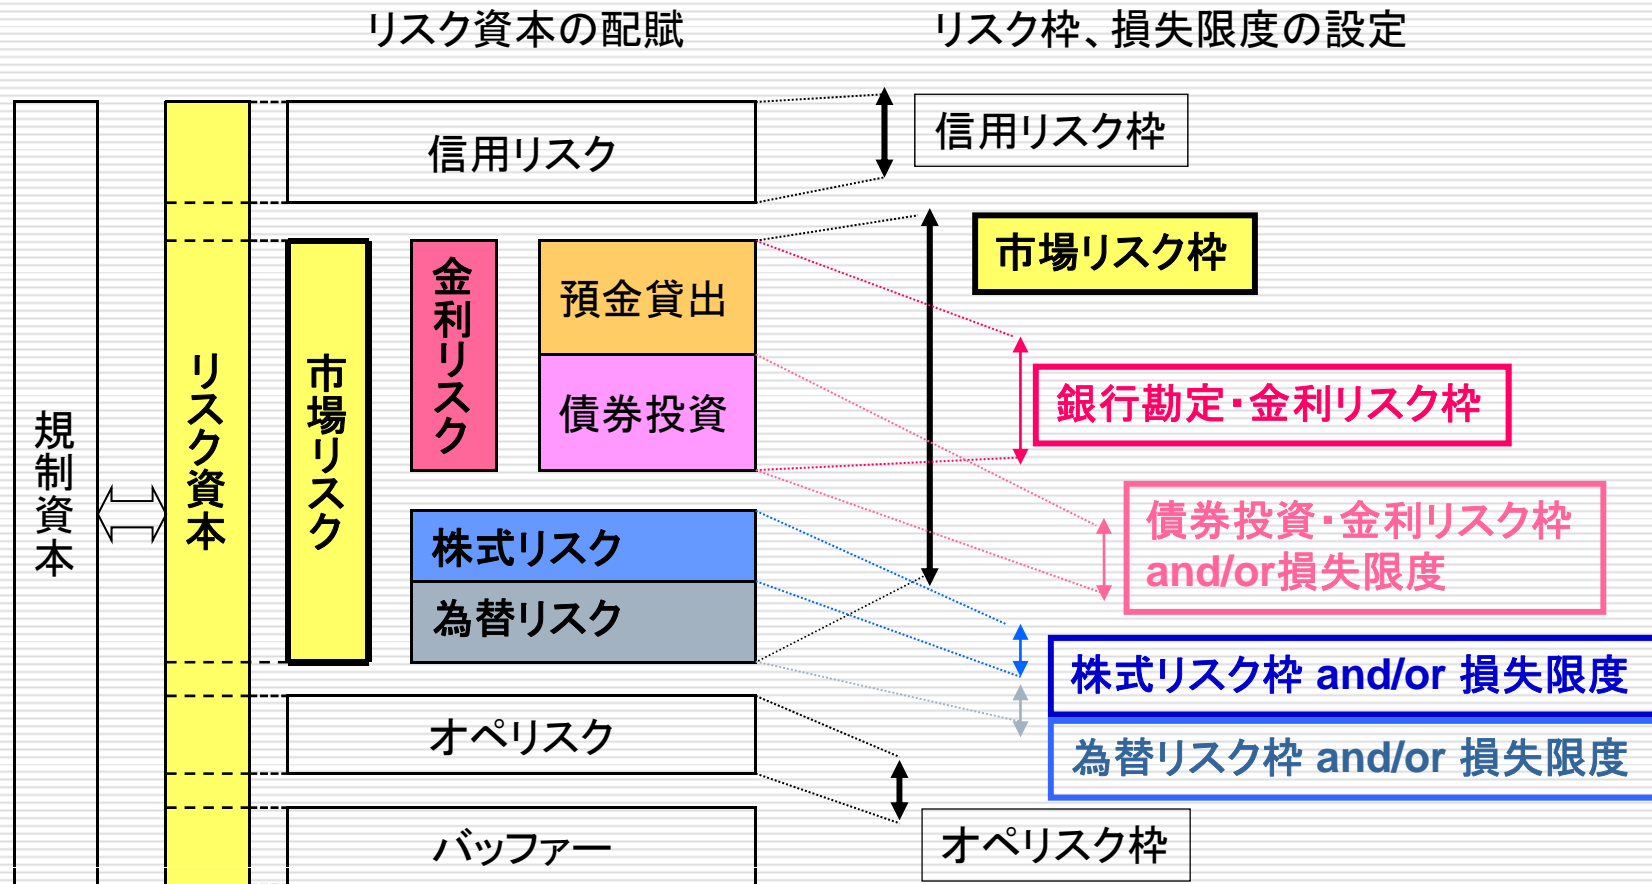 リスク資本の配賦
リスク枠、損失限度の設定
規制資本
リスク資本
信用リスク
信用リスク枠
市場リスク
金利リスク
預金貸出
債券投資
株式リスク
為替リスク
市場リスク枠
銀行勘定・金利リスク枠
債券投資・金利リスク枠
and/or損失限度
株式リスク枠 and/or 損失限度
為替リスク枠 and/or 損失限度
オペリスク
オペリスク枠
バッファー